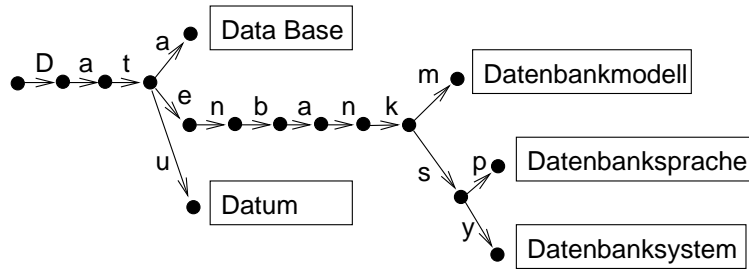 a Data Base
D a t
m Datenbankmodell
e n b a n k
p Datenbanksprache
u s
Datum
y Datenbanksystem